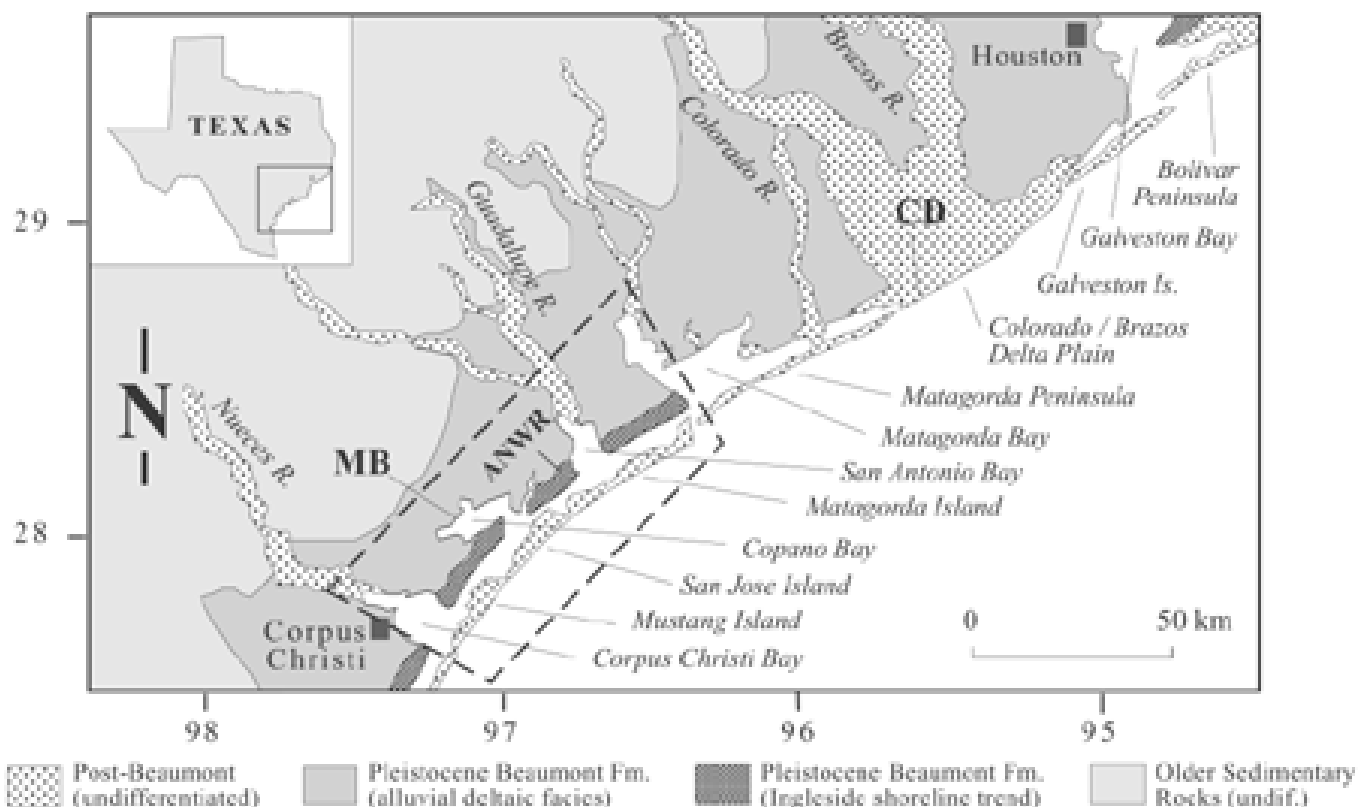 TEXAS
Houston
Brazos R.
Colorado R.
Guadalupe R.
Nueces R.
CD
MB
ANWR
N
29
28
Bolivar
Peninsula
Galveston Bay
Galveston Is.
Colorado / Brazos
Delta Plain
Matagorda Peninsula
Matagorda Bay
San Antonio Bay
Matagorda Island
Copano Bay
San Jose Island
Mustang Island
Corpus Christi Bay
Corpus
Christi
0 50 km
98 97 96 95
Post-Beaumont
(undifferentiated)
Pleistocene Beaumont Fm.
(alluvial deltaic facies)
Pleistocene Beaumont Fm.
(Ingleside shoreline trend)
Older Sedimentary
Rocks (undif.)